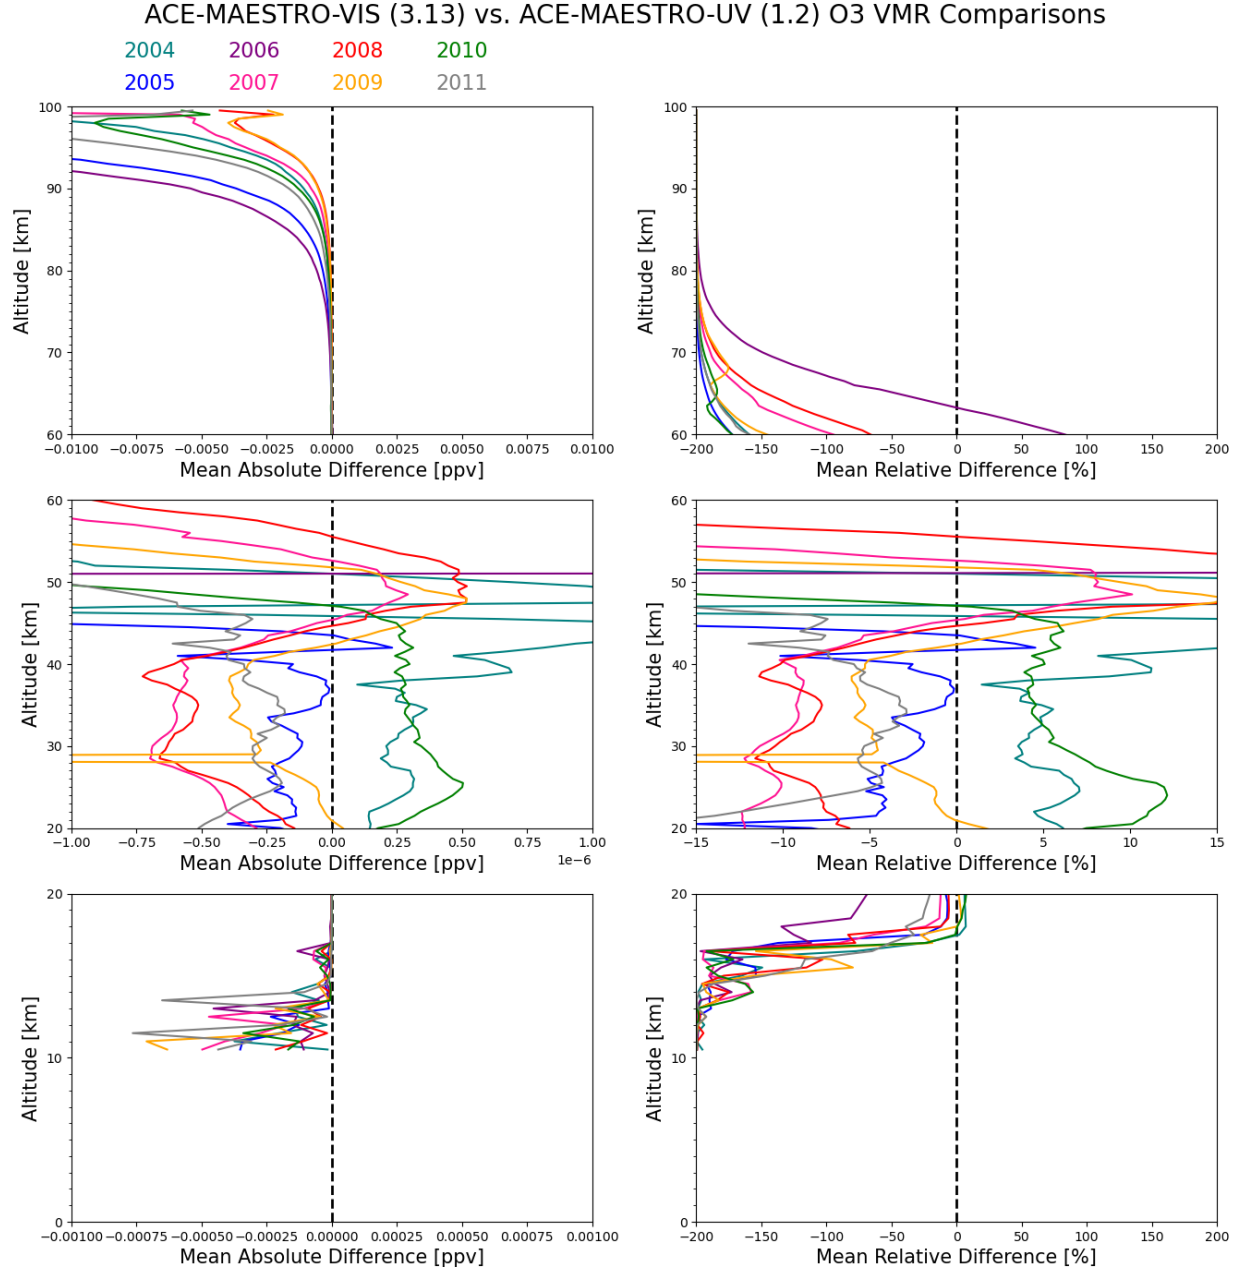 ACE-MAESTRO-VIS (3.13) vs. ACE-MAESTRO-UV (1.2) O3 VMR Comparisons
2004 2006 2008 2010
2005 2007 2009 2011
100
90
80
70
60
Altitude [km]
−0.0100 −0.0075 −0.0050 −0.0025 0.0000 0.0025 0.0050 0.0075 0.0100
Mean Absolute Difference [ppv]
100
90
80
70
60
Altitude [km]
−200 −150 −100 −50 0 50 100 150 200
Mean Relative Difference [%]
60
50
40
30
20
Altitude [km]
−1.00 −0.75 −0.50 −0.25 0.00 0.25 0.50 0.75 1.00
1e−6
Mean Absolute Difference [ppv]
60
50
40
30
20
Altitude [km]
−15 −10 −5 0 5 10 15
Mean Relative Difference [%]
20
10
0
Altitude [km]
−0.00100 −0.00075 −0.00050 −0.00025 0.00000 0.00025 0.00050 0.00075 0.00100
Mean Absolute Difference [ppv]
20
10
0
Altitude [km]
−200 −150 −100 −50 0 50 100 150 200
Mean Relative Difference [%]